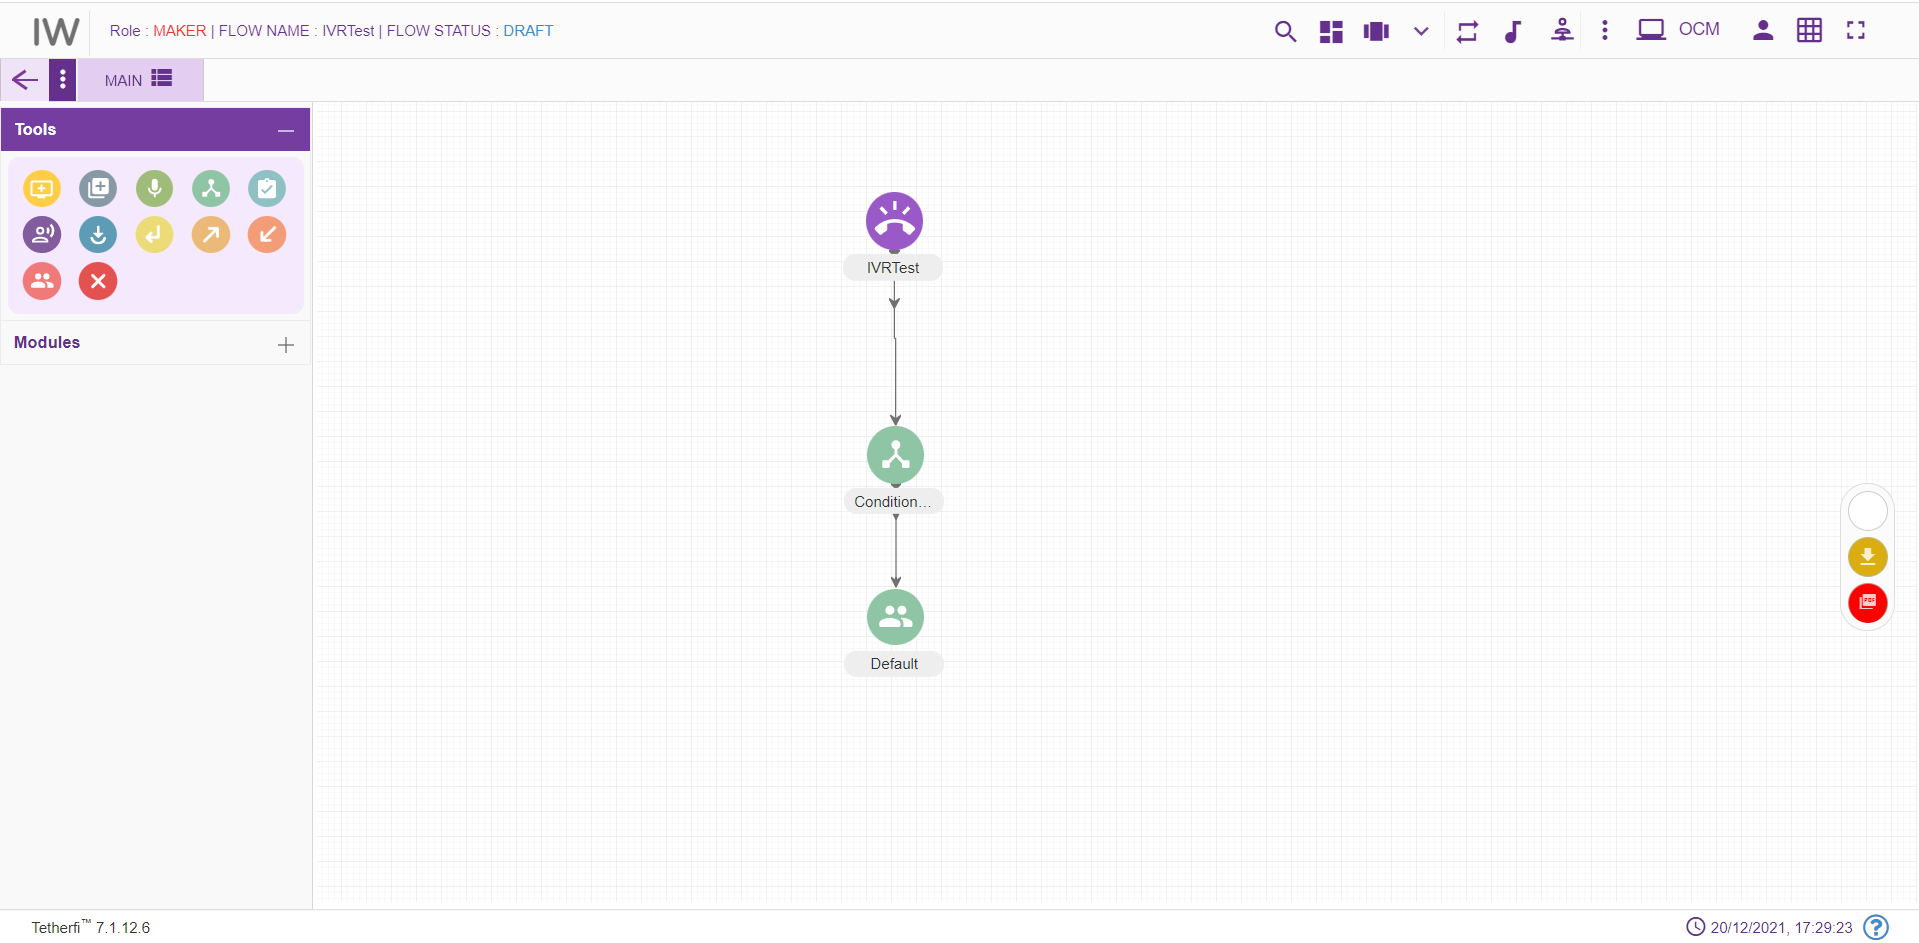 IW
Role : MAKER | FLOW NAME : IVRTest | FLOW STATUS : DRAFT
OCM
MAIN
Tools
Modules
IVRTest
Condition...
Default
PDF
Tetherfi™ 7.1.12.6
20/12/2021, 17:29:23
?